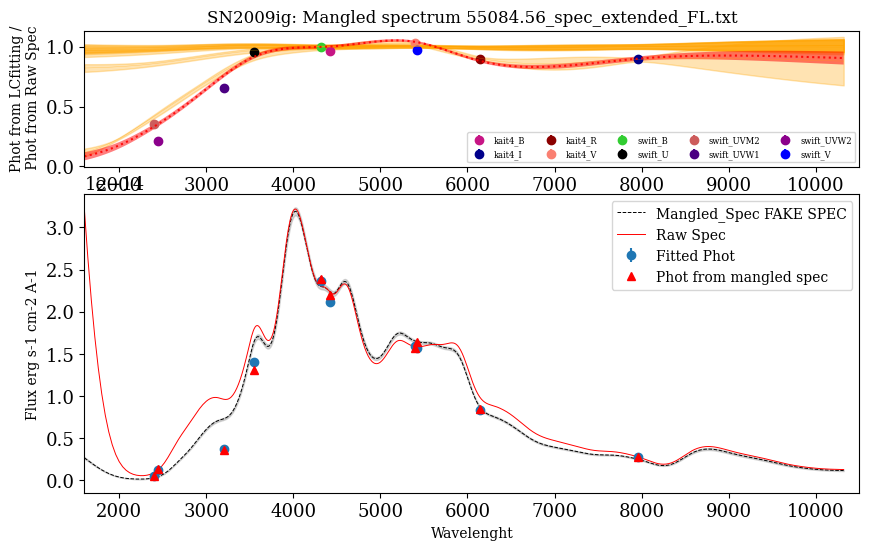 SN2009ig: Mangled spectrum 55084.56_spec_extended_FL.txt
Phot from LCfitting /
Phot from Raw Spec
1.0
0.5
0.0
kait4_B kait4_R swift_B swift_UVM2 swift_UVW2
kait4_I kait4_V swift_U swift_UVW1 swift_V
2000 3000 4000 5000 6000 7000 8000 9000 10000
1e−14
Mangled_Spec FAKE SPEC
Raw Spec
Fitted Phot
Phot from mangled spec
Flux erg s-1 cm-2 A-1
3.0
2.5
2.0
1.5
1.0
0.5
0.0
2000 3000 4000 5000 6000 7000 8000 9000 10000
Wavelenght